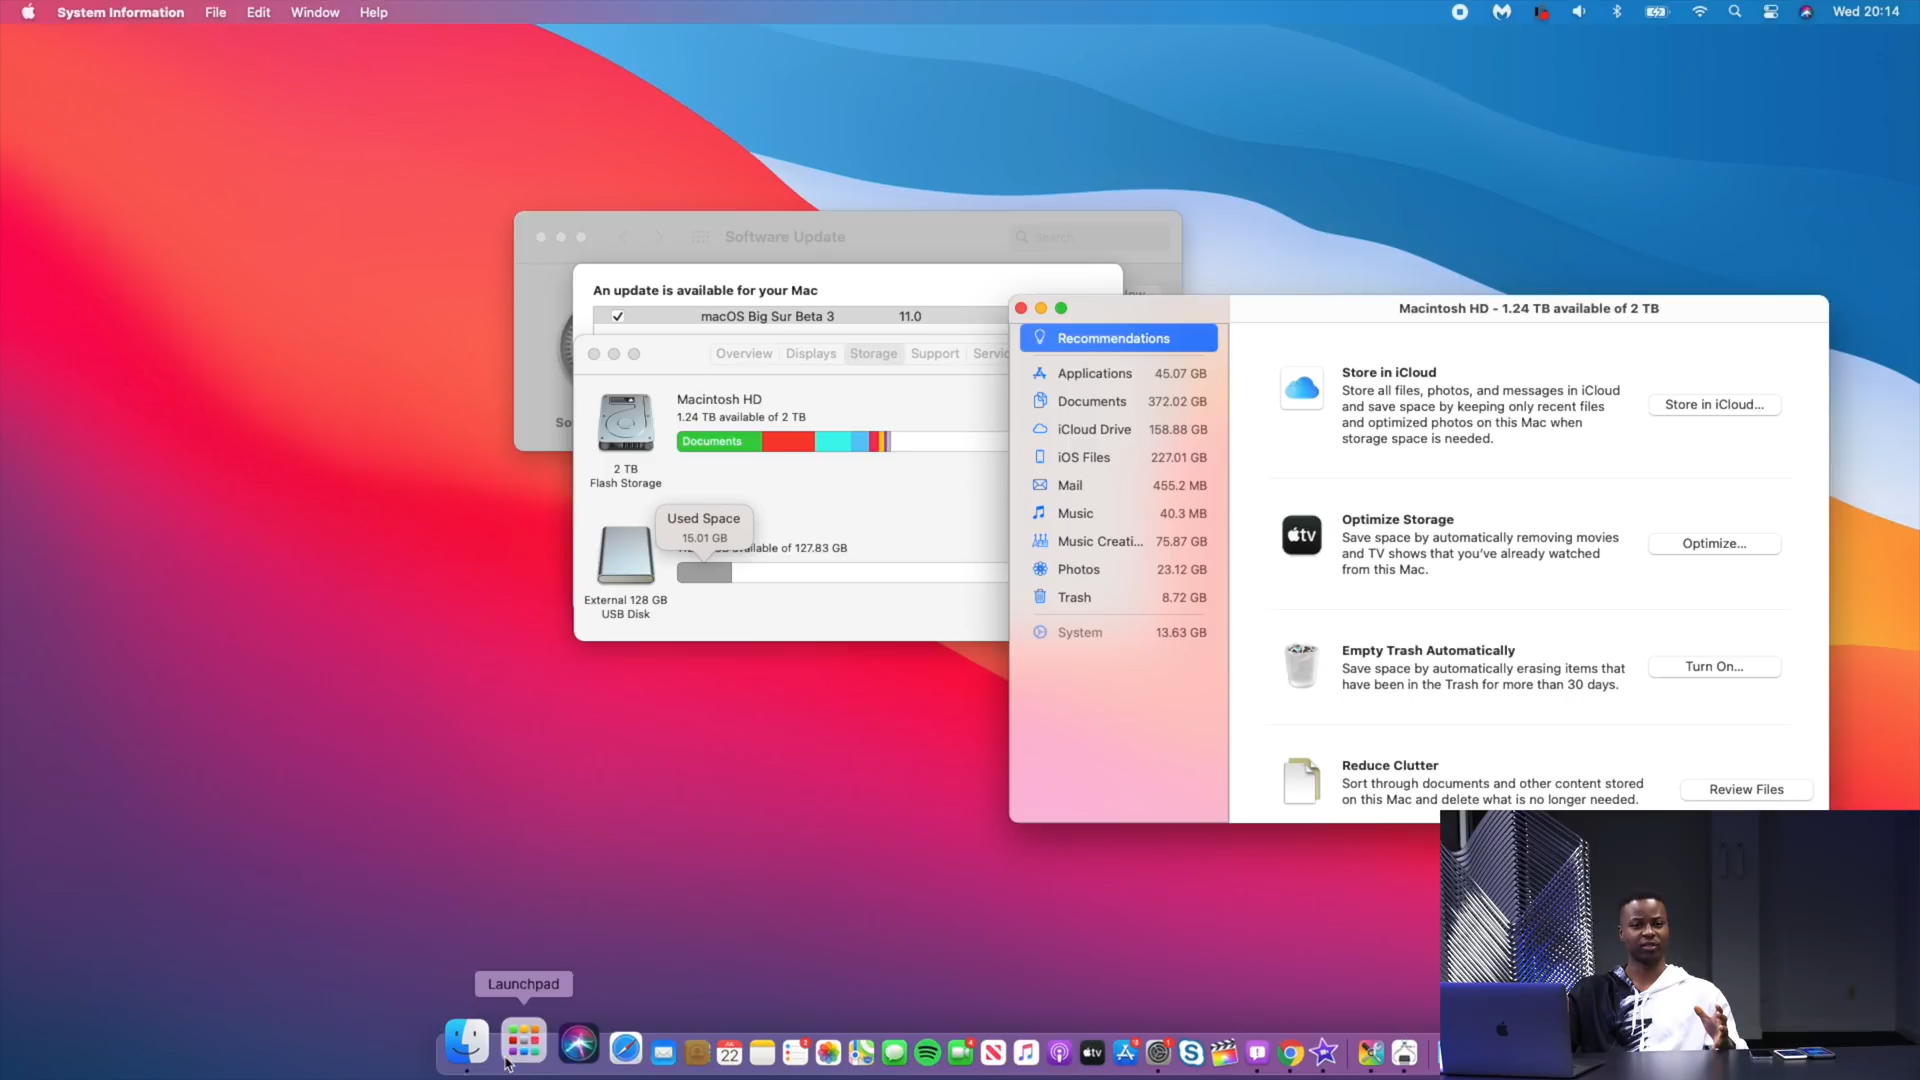 System Information File Edit Window Help
Wed 20:14
Software Update
Search
An update is available for your Mac
macOS Big Sur Beta 3 11.0
Overview Displays Storage Support
Macintosh HD
1.24 TB available of 2 TB
Documents
2 TB
Flash Storage
Used Space
15.01 GB
of 127.83 GB
External 128 GB
USB Disk
Macintosh HD - 1.24 TB available of 2 TB
Recommendations
Applications 45.07 GB
Documents 372.02 GB
iCloud Drive 158.88 GB
iOS Files 227.01 GB
Mail 455.2 MB
Music 40.3 MB
Music Creati... 75.87 GB
Photos 23.12 GB
Trash 8.72 GB
System 13.63 GB
Store in iCloud
Store all files, photos, and messages in iCloud
and save space by keeping only recent files
and optimized photos on this Mac when
storage space is needed.
Store in iCloud...
tv
Optimize Storage
Save space by automatically removing movies
and TV shows that you've already watched
from this Mac.
Optimize...
Empty Trash Automatically
Save space by automatically erasing items that
have been in the Trash for more than 30 days.
Turn On...
Reduce Clutter
Sort through documents and other content stored
on this Mac and delete what is no longer needed.
Review Files
Launchpad
JUL
22
tv